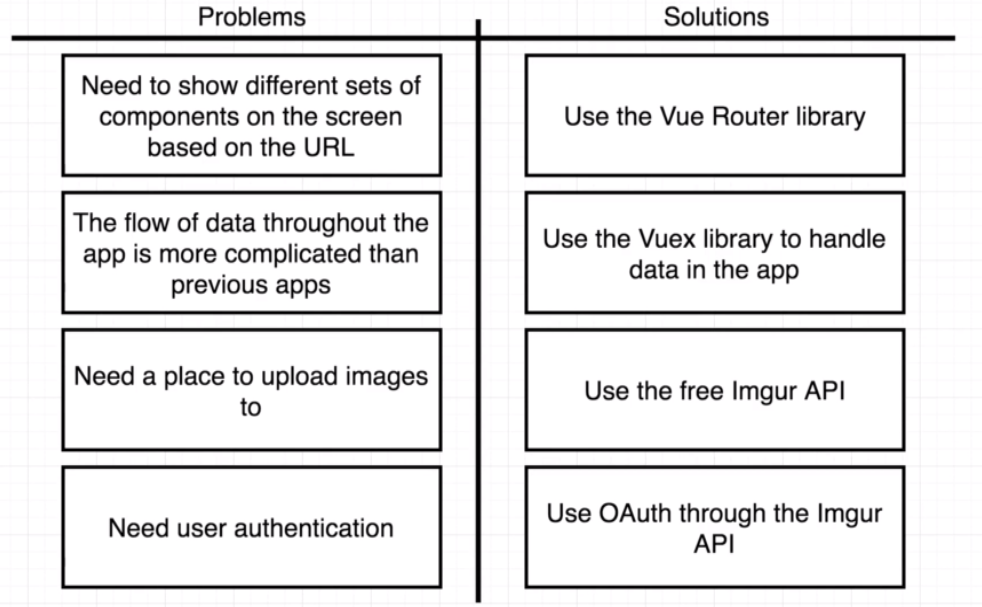 Problems
Solutions
Need to show different sets of
components on the screen
based on the URL
Use the Vue Router library
The flow of data throughout the
app is more complicated than
previous apps
Use the Vuex library to handle
data in the app
Need a place to upload images
to
Use the free Imgur API
Need user authentication
Use OAuth through the Imgur
API